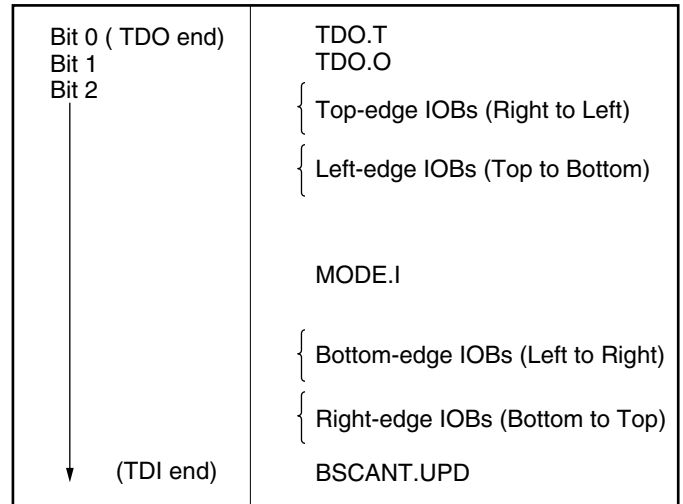 Bit 0 ( TDO end) TDO.T
Bit 1 TDO.O
Bit 2
Top-edge IOBs (Right to Left)
Left-edge IOBs (Top to Bottom)
MODE.I
Bottom-edge IOBs (Left to Right)
Right-edge IOBs (Bottom to Top)
(TDI end) BSCANT.UPD